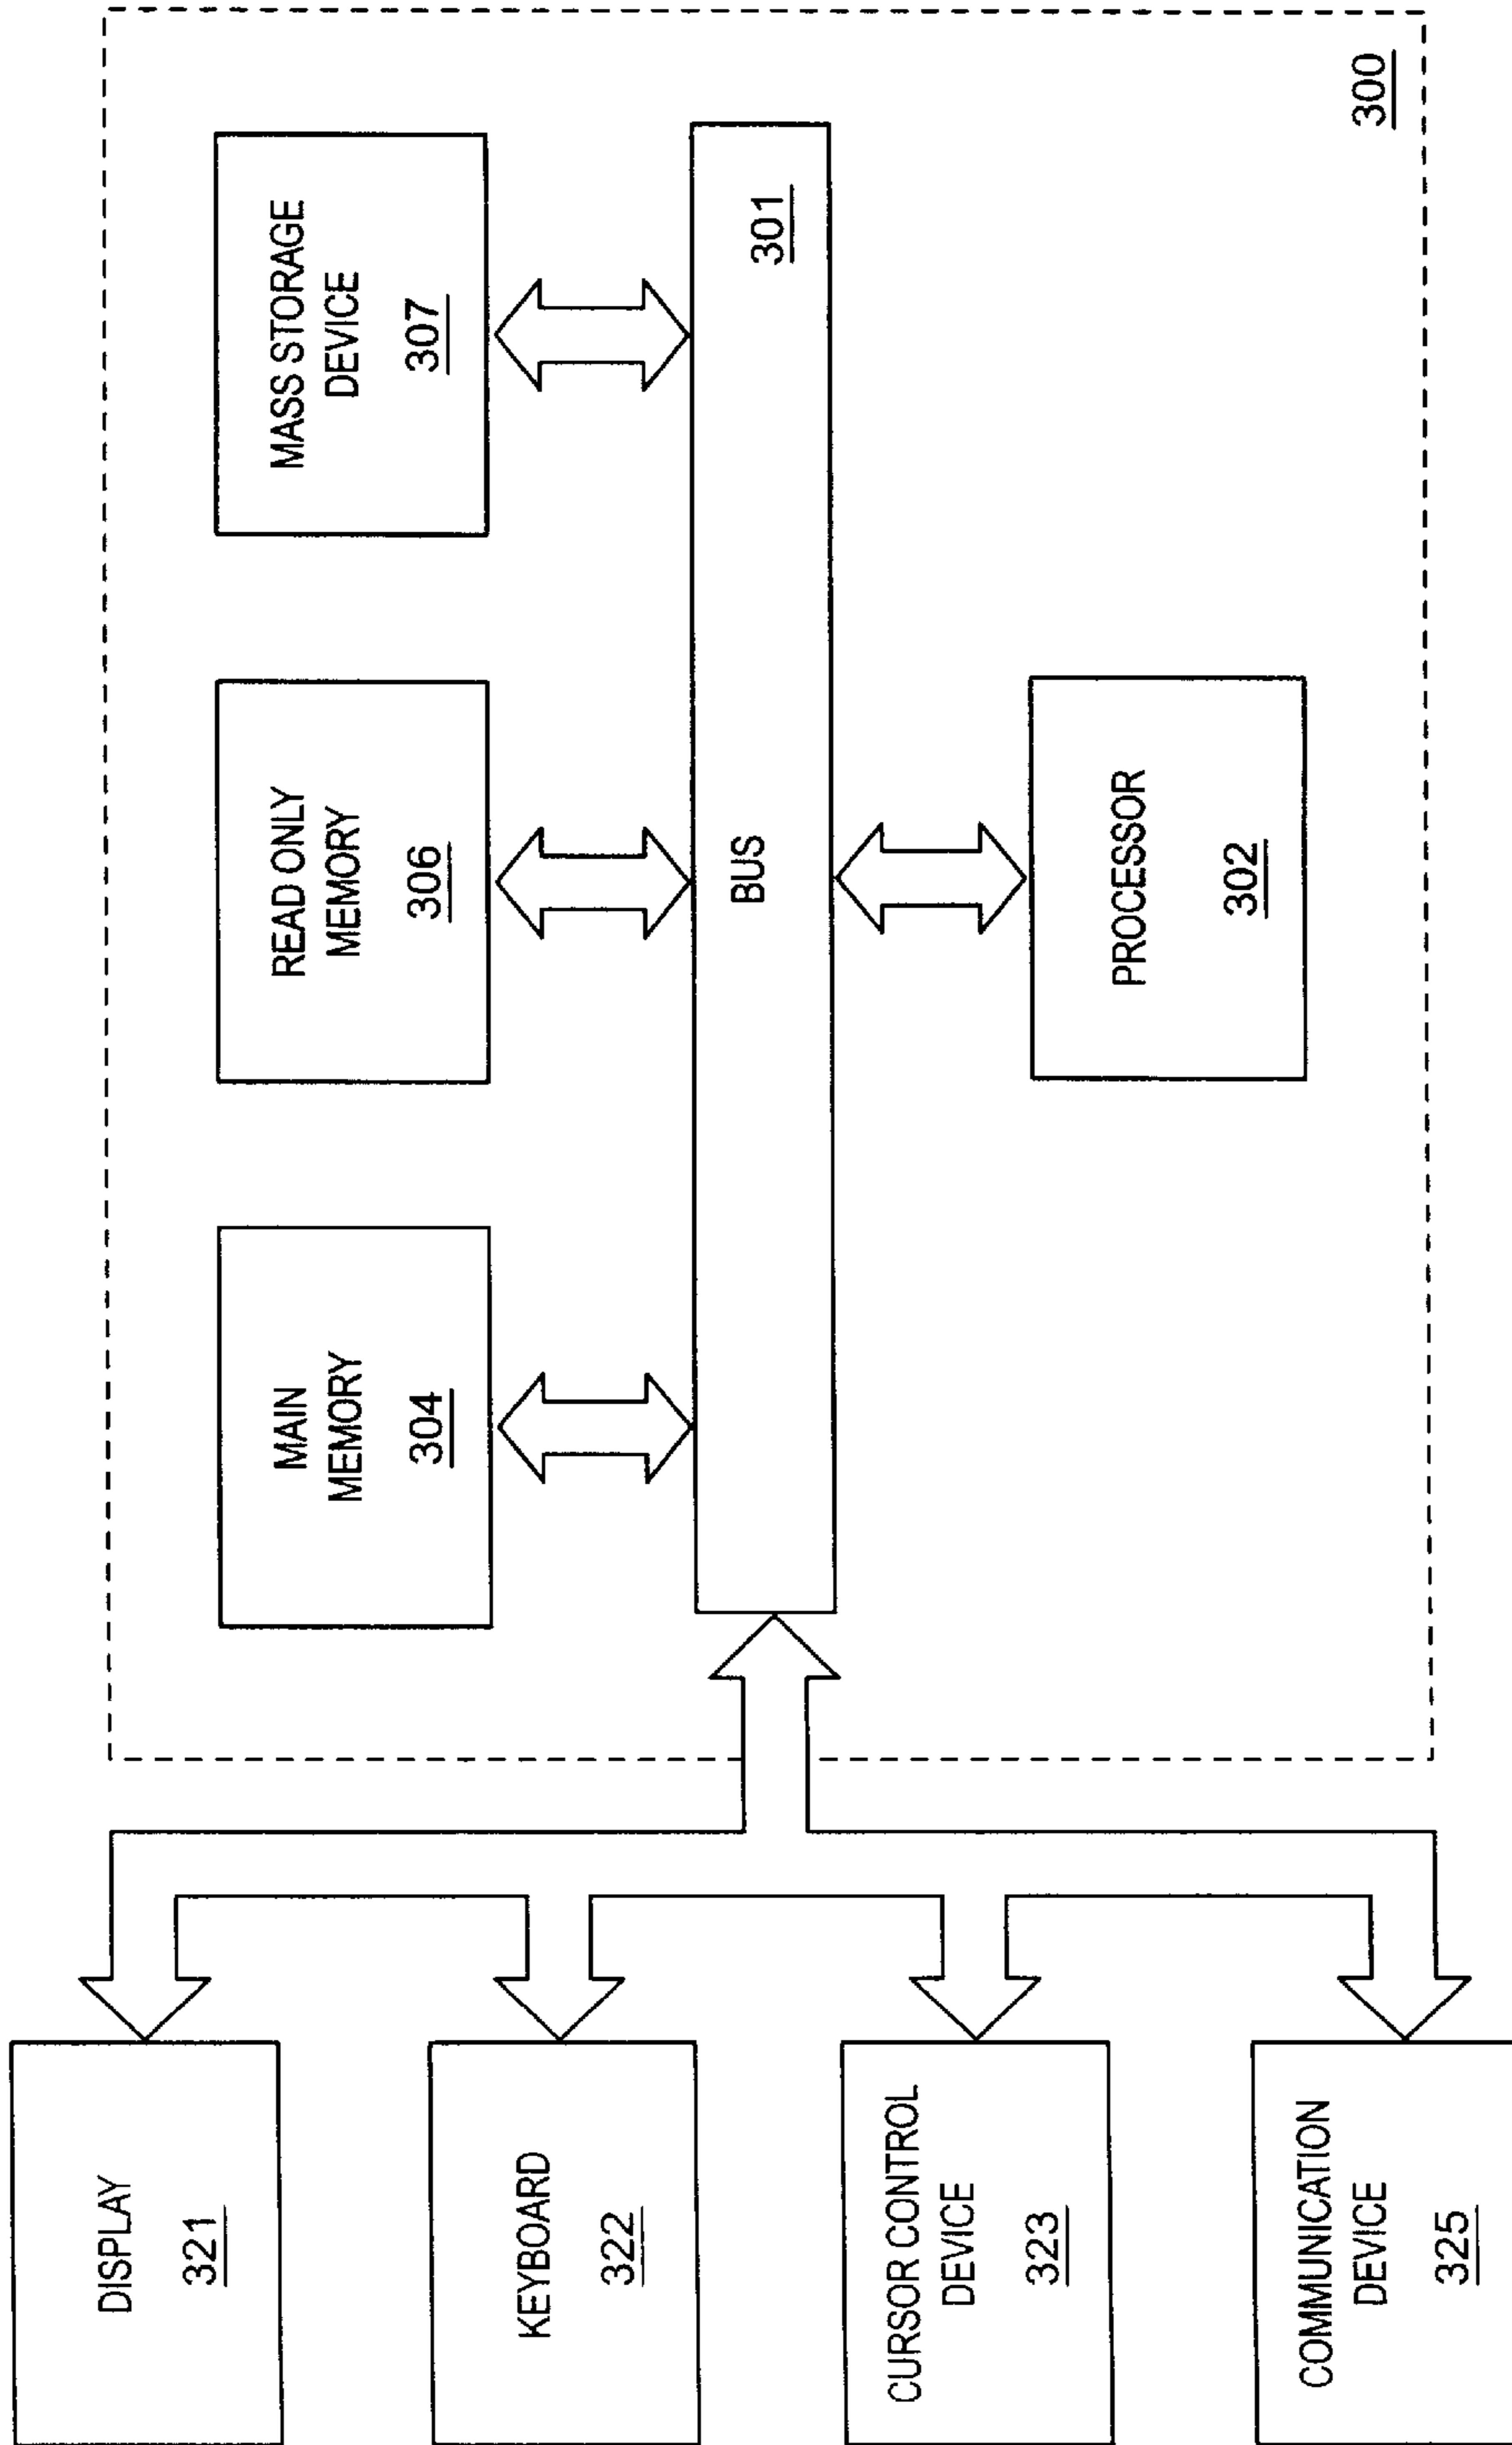 DISPLAY
321
KEYBOARD
322
CURSOR CONTROL
DEVICE
323
COMMUNICATION
DEVICE
325
MAIN
MEMORY
304
READ ONLY
MEMORY
306
MASS STORAGE
DEVICE
307
BUS
301
PROCESSOR
302
300